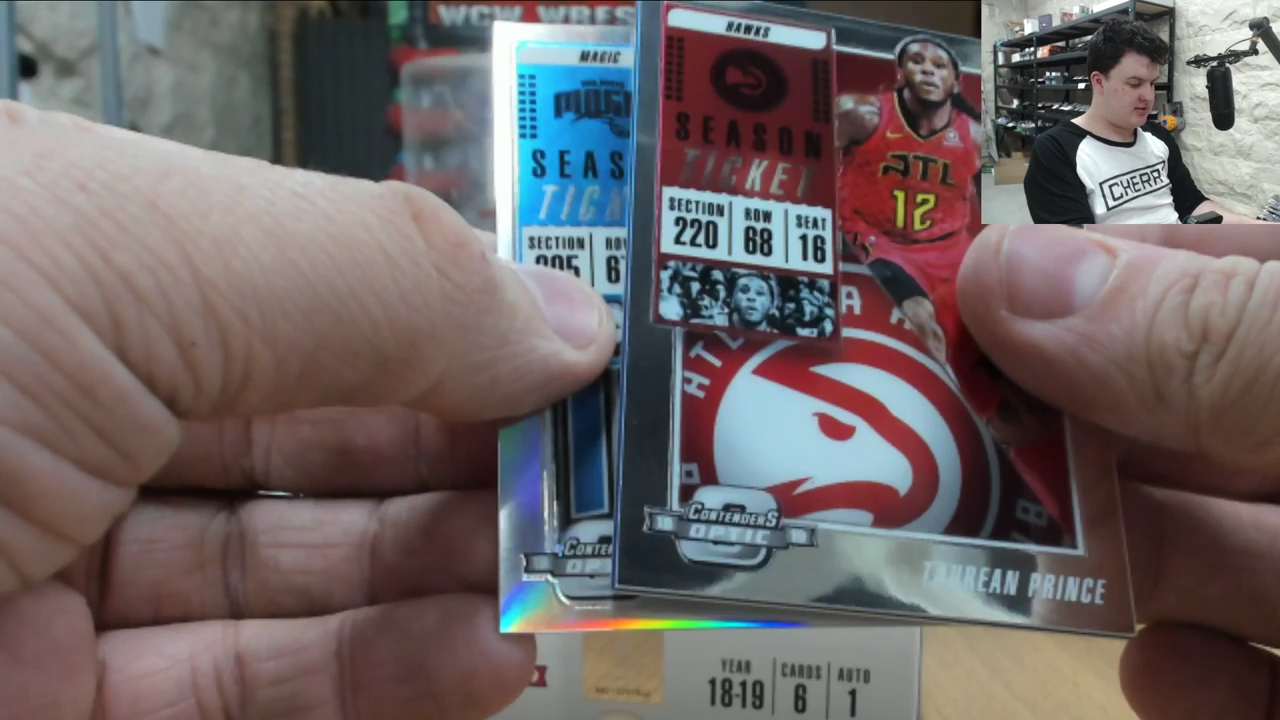 WCW WRES
MAGIC
SEAS
SECTION
HAWKS
SEASON
TICKET
SECTION ROW SEAT
220 68 16
ATL
12
ATL
CONTENDERS
OPTIC
TAUREAN PRINCE
YEAR CARDS AUTO
18-19 6 1
CHERR